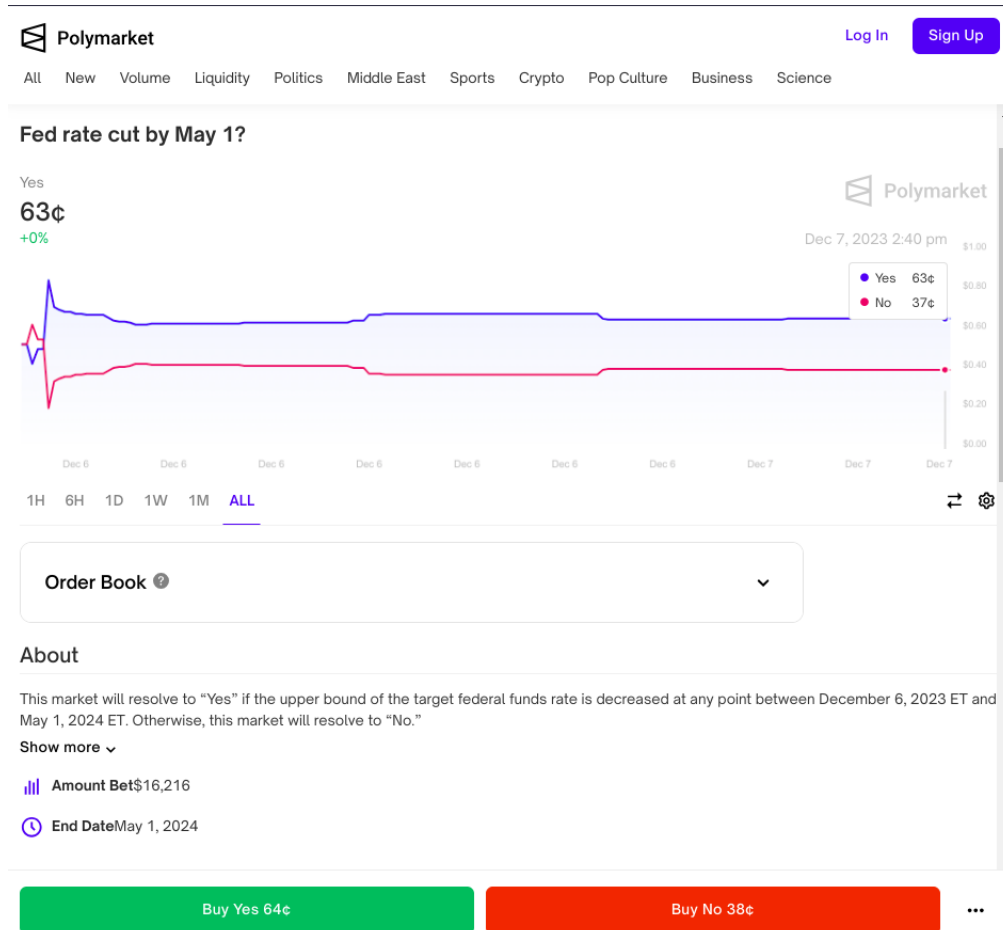 Polymarket
Log In
Sign Up
All New Volume Liquidity Politics Middle East Sports Crypto Pop Culture Business Science
Fed rate cut by May 1?
Yes
63¢
+0%
Polymarket
Dec 7, 2023 2:40 pm
$1.00
Yes 63¢
No 37¢
$0.80
$0.60
$0.40
$0.20
$0.00
Dec 6 Dec 6 Dec 6 Dec 6 Dec 6 Dec 6 Dec 6 Dec 7 Dec 7 Dec 7
1H 6H 1D 1W 1M ALL
Order Book ?
About
This market will resolve to “Yes” if the upper bound of the target federal funds rate is decreased at any point between December 6, 2023 ET and
May 1, 2024 ET. Otherwise, this market will resolve to “No.”
Show more
Amount Bet$16,216
End DateMay 1, 2024
Buy Yes 64¢
Buy No 38¢